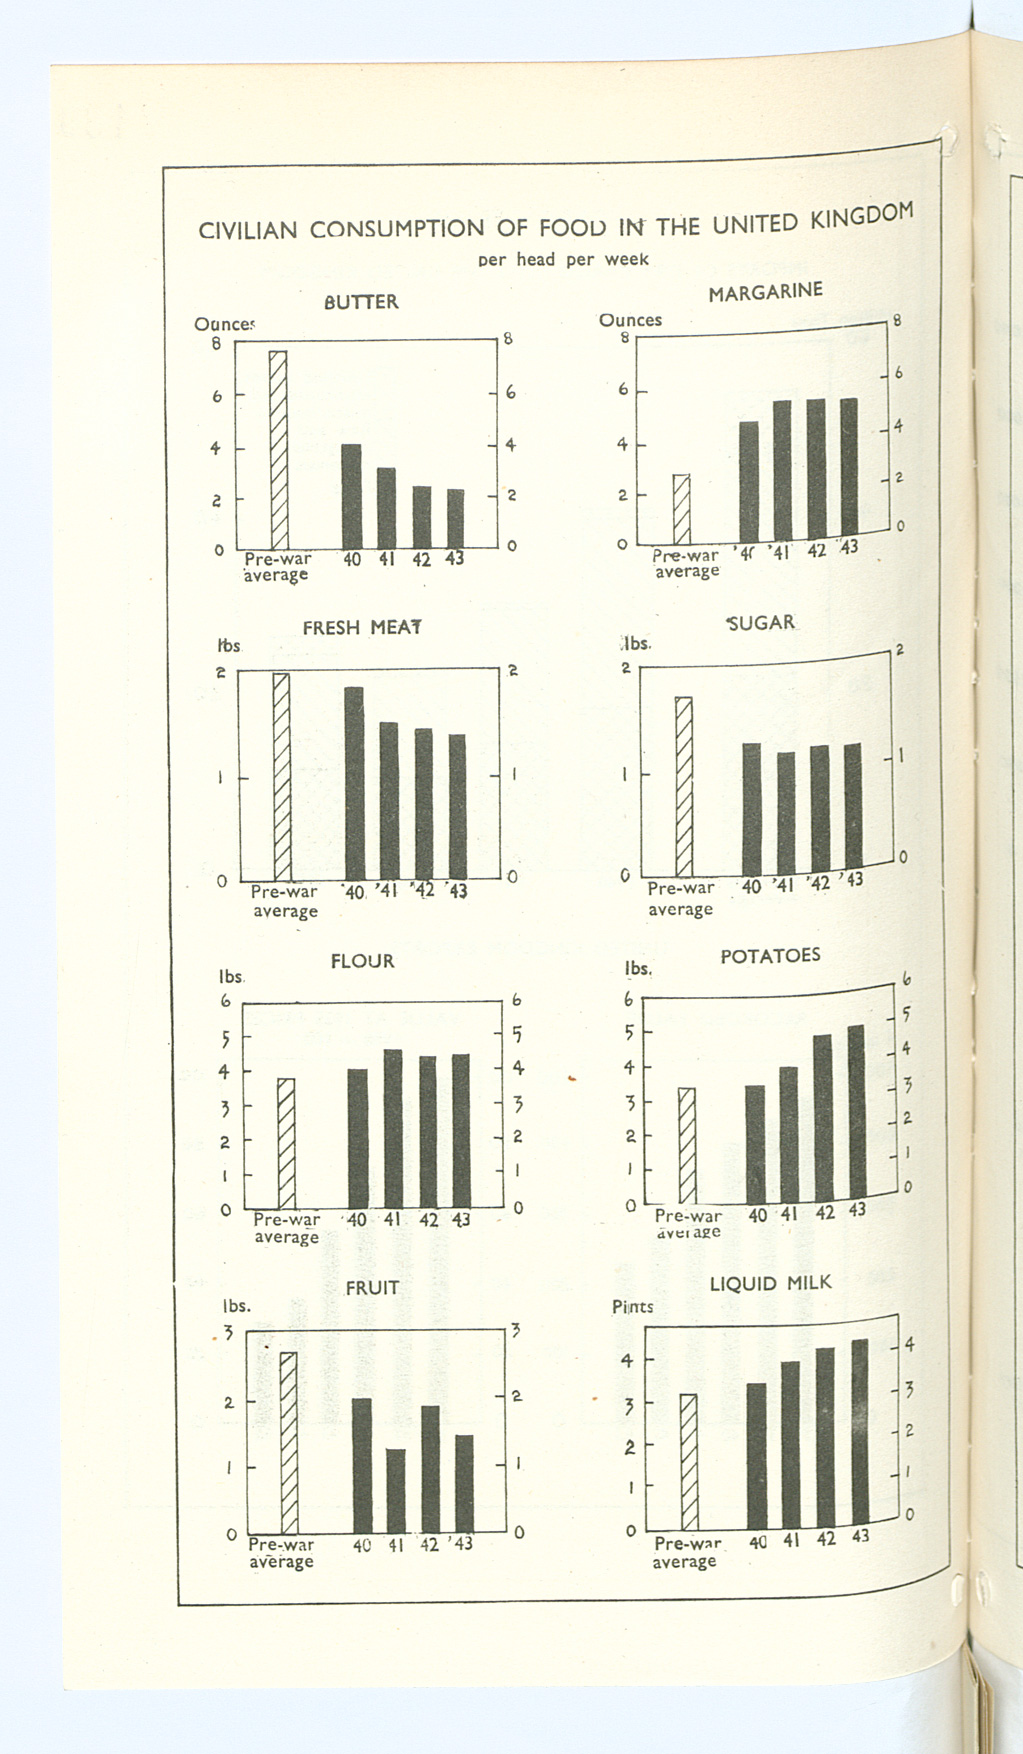 CIVILIAN CONSUMPTION OF FOOD IN THE UNITED KINGDOM
per head per week
BUTTER
Ounces
8 8
6 6
4 4
2 2
0 0
Pre-war average 40 41 42 43
MARGARINE
Ounces
8 8
6 6
4 4
2 2
0 0
Pre-war average '40 '41 42 '43
FRESH MEAT
lbs
2 2
1 1
0 0
Pre-war average '40 '41 '42 '43
SUGAR
lbs.
2 2
1 1
0 0
Pre-war average 40 '41 '42 '43
FLOUR
lbs.
6 6
5 5
4 4
3 3
2 2
1 1
0 0
Pre-war average '40 41 42 43
POTATOES
lbs.
6 6
5 5
4 4
3 3
2 2
1 1
0 0
Pre-war average 40 41 42 43
FRUIT
lbs.
3 3
2 2
1 1
0 0
Pre-war average 40 41 42 '43
LIQUID MILK
Pints
4 4
3 3
2 2
1 1
0 0
Pre-war average 40 41 42 43